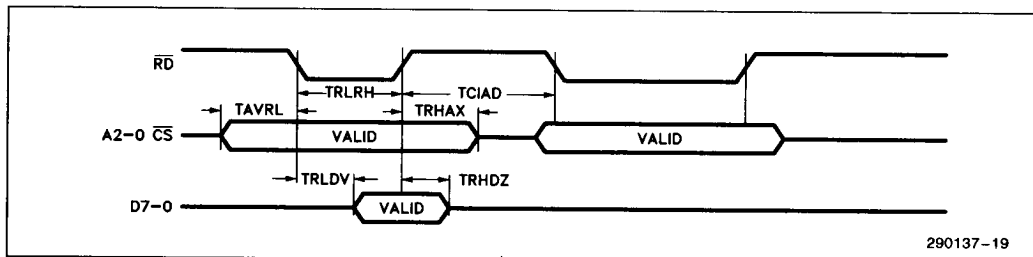 RD
TRLRH
TCIAD
TAVRL
TRHAX
A2-0 CS
VALID
VALID
TRLDV
TRHDZ
D7-0
VALID
290137-19